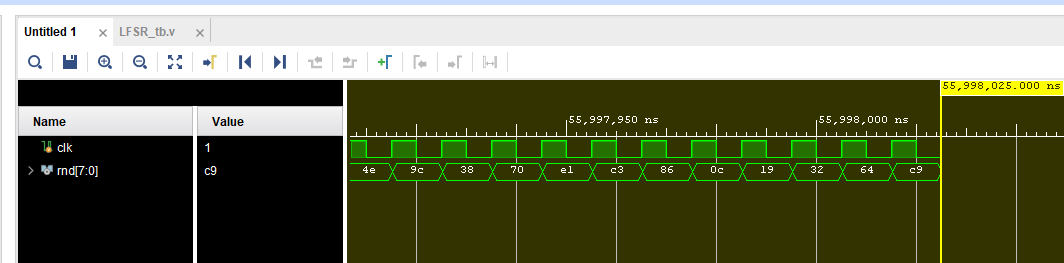 Untitled 1 × LFSR_tb.v ×
55,998,025.000 ns
Name Value
55,997,950 ns 55,998,000 ns
clk 1
rnd[7:0] c9 4e 9c 38 70 e1 c3 86 0c 19 32 64 c9